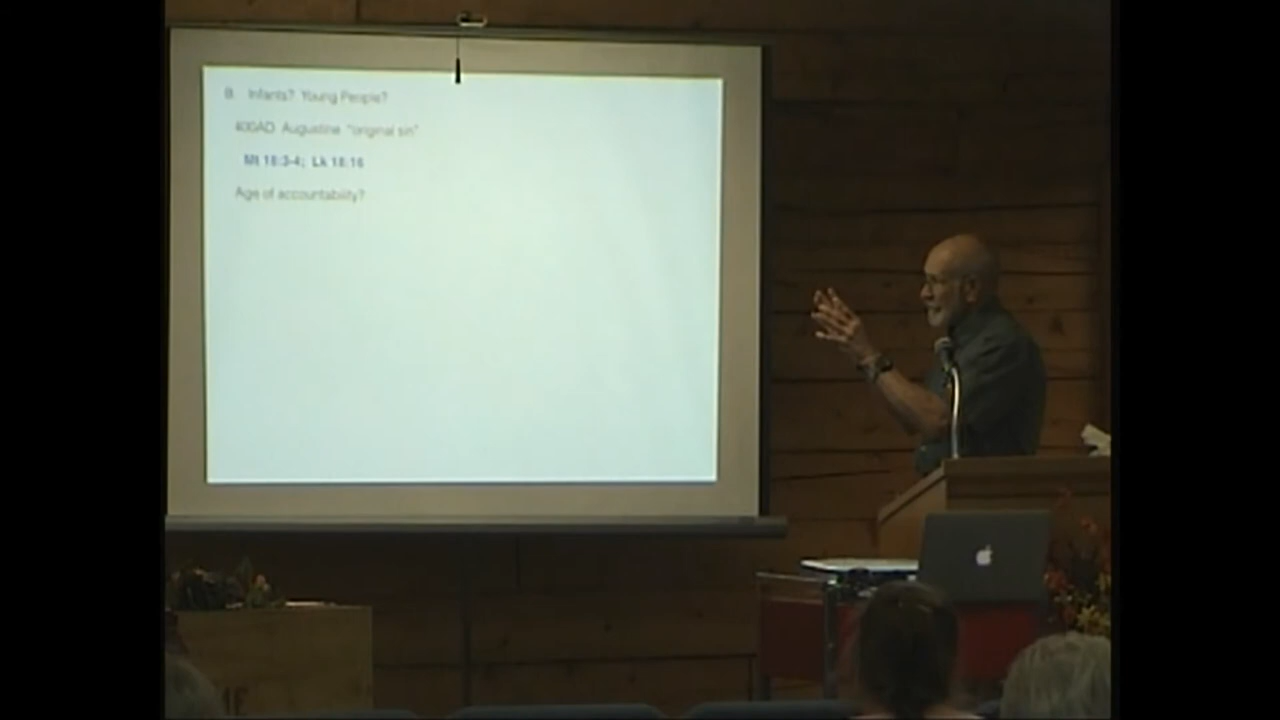 B. Infants? Young People?
400AD Augustine "original sin"
Mt 18:3-4; Lk 18:16
Age of accountability?